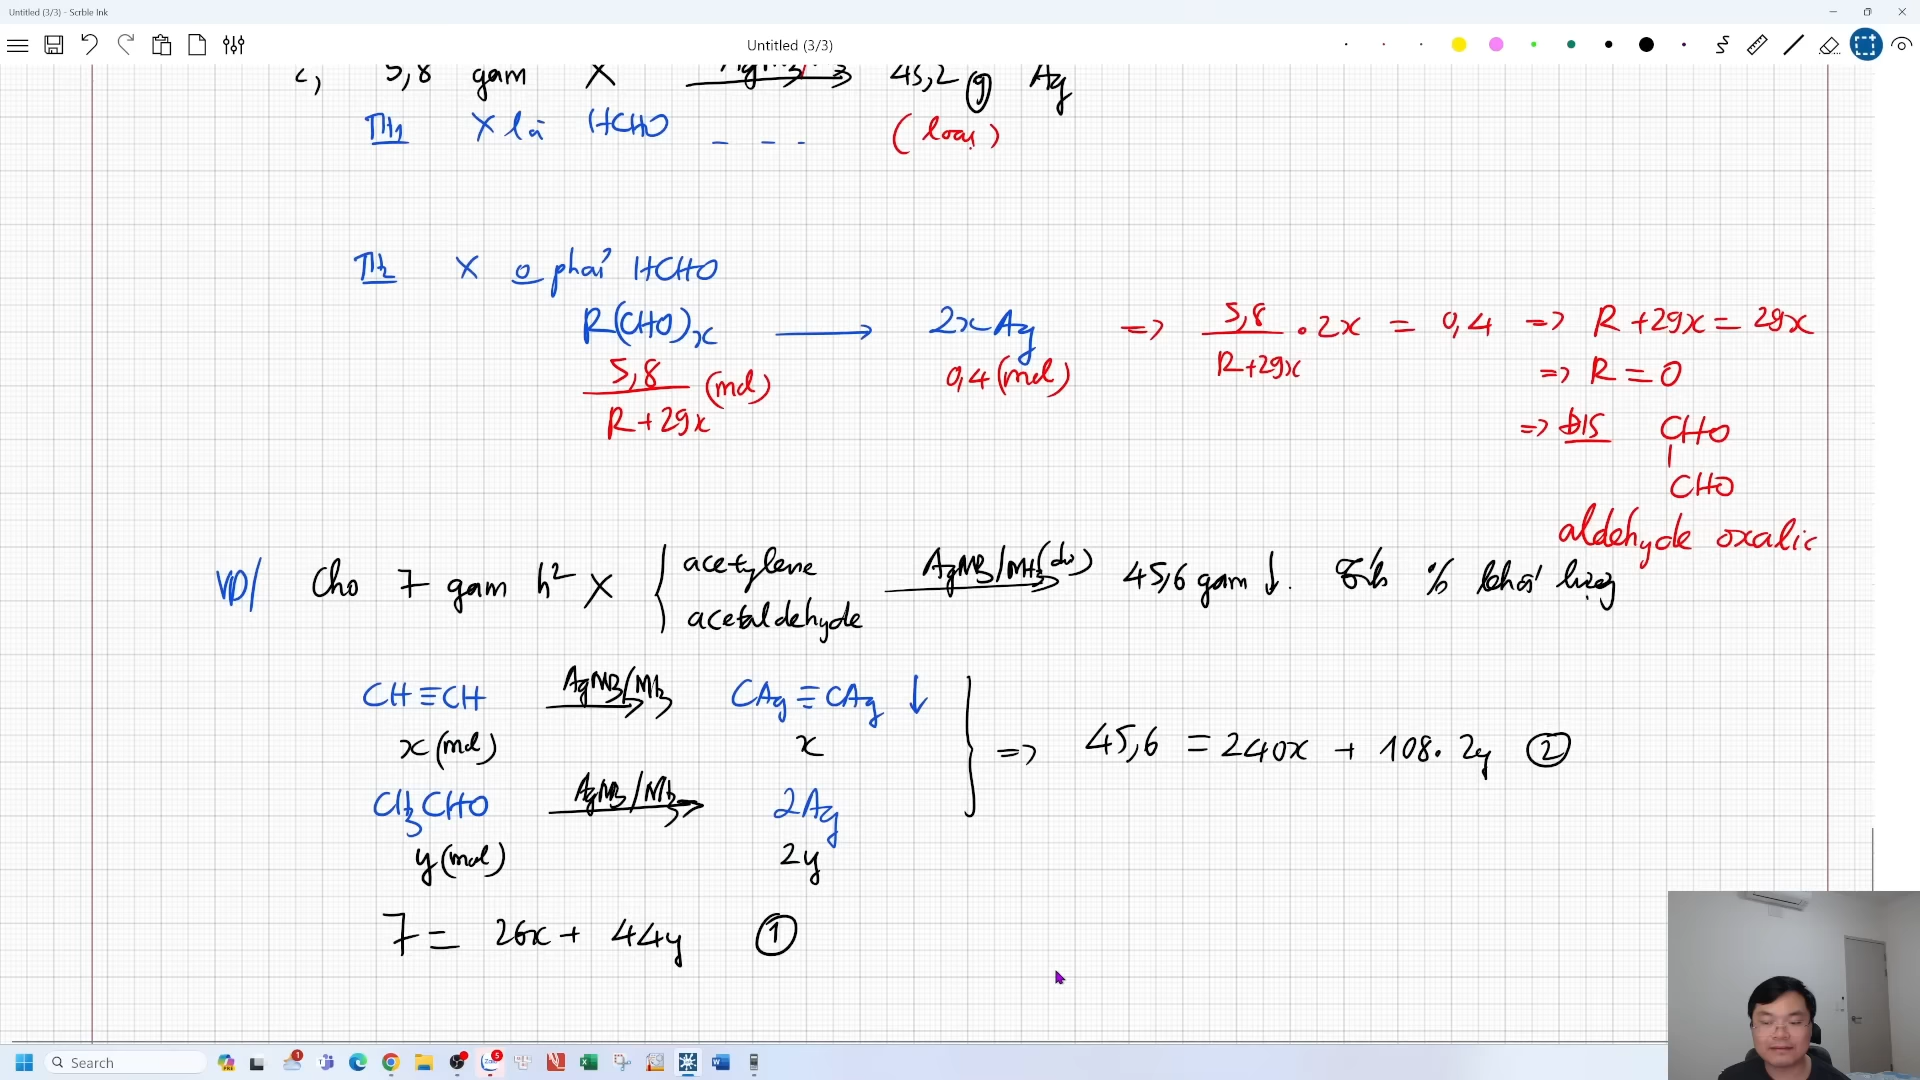 Untitled (3/3) - Scrble Ink
Untitled (3/3)
c, 5,8 gam X 45,2 g Ag
TH1 X là HCHO - - - (loại)
TH2 X o phải HCHO
R(CHO)x → 2xAg => 5,8/(R+29x) . 2x = 0,4 => R + 29x = 29x
5,8/(R+29x) (mol) 0,4 (mol) => R = 0
=> ĐS CHO
CHO
aldehyde oxalic
VD/ Cho 7 gam h² X { acetylene acetaldehyde AgNO3/NH3 (dư) 45,6 gam ↓. % khối lượng
CH≡CH AgNO3/NH3 CAg≡CAg ↓
x (mol) x
=> 45,6 = 240x + 108.2y ②
CH3CHO AgNO3/NH3 2Ag
y (mol) 2y
7 = 26x + 44y ①
Search